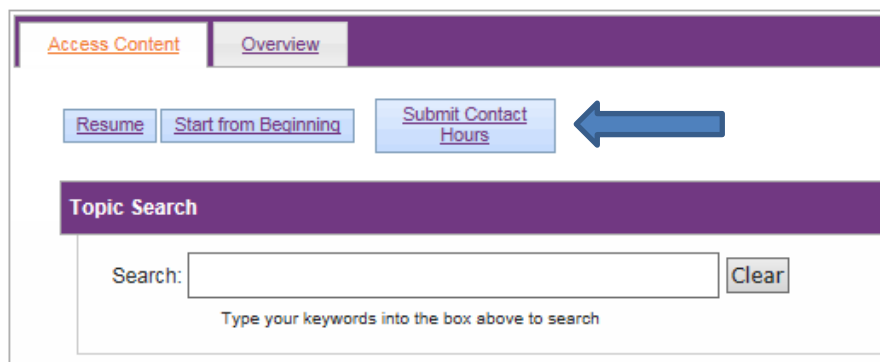 Access Content Overview
Resume Start from Beginning Submit Contact
Hours
Topic Search
Search: Clear
Type your keywords into the box above to search